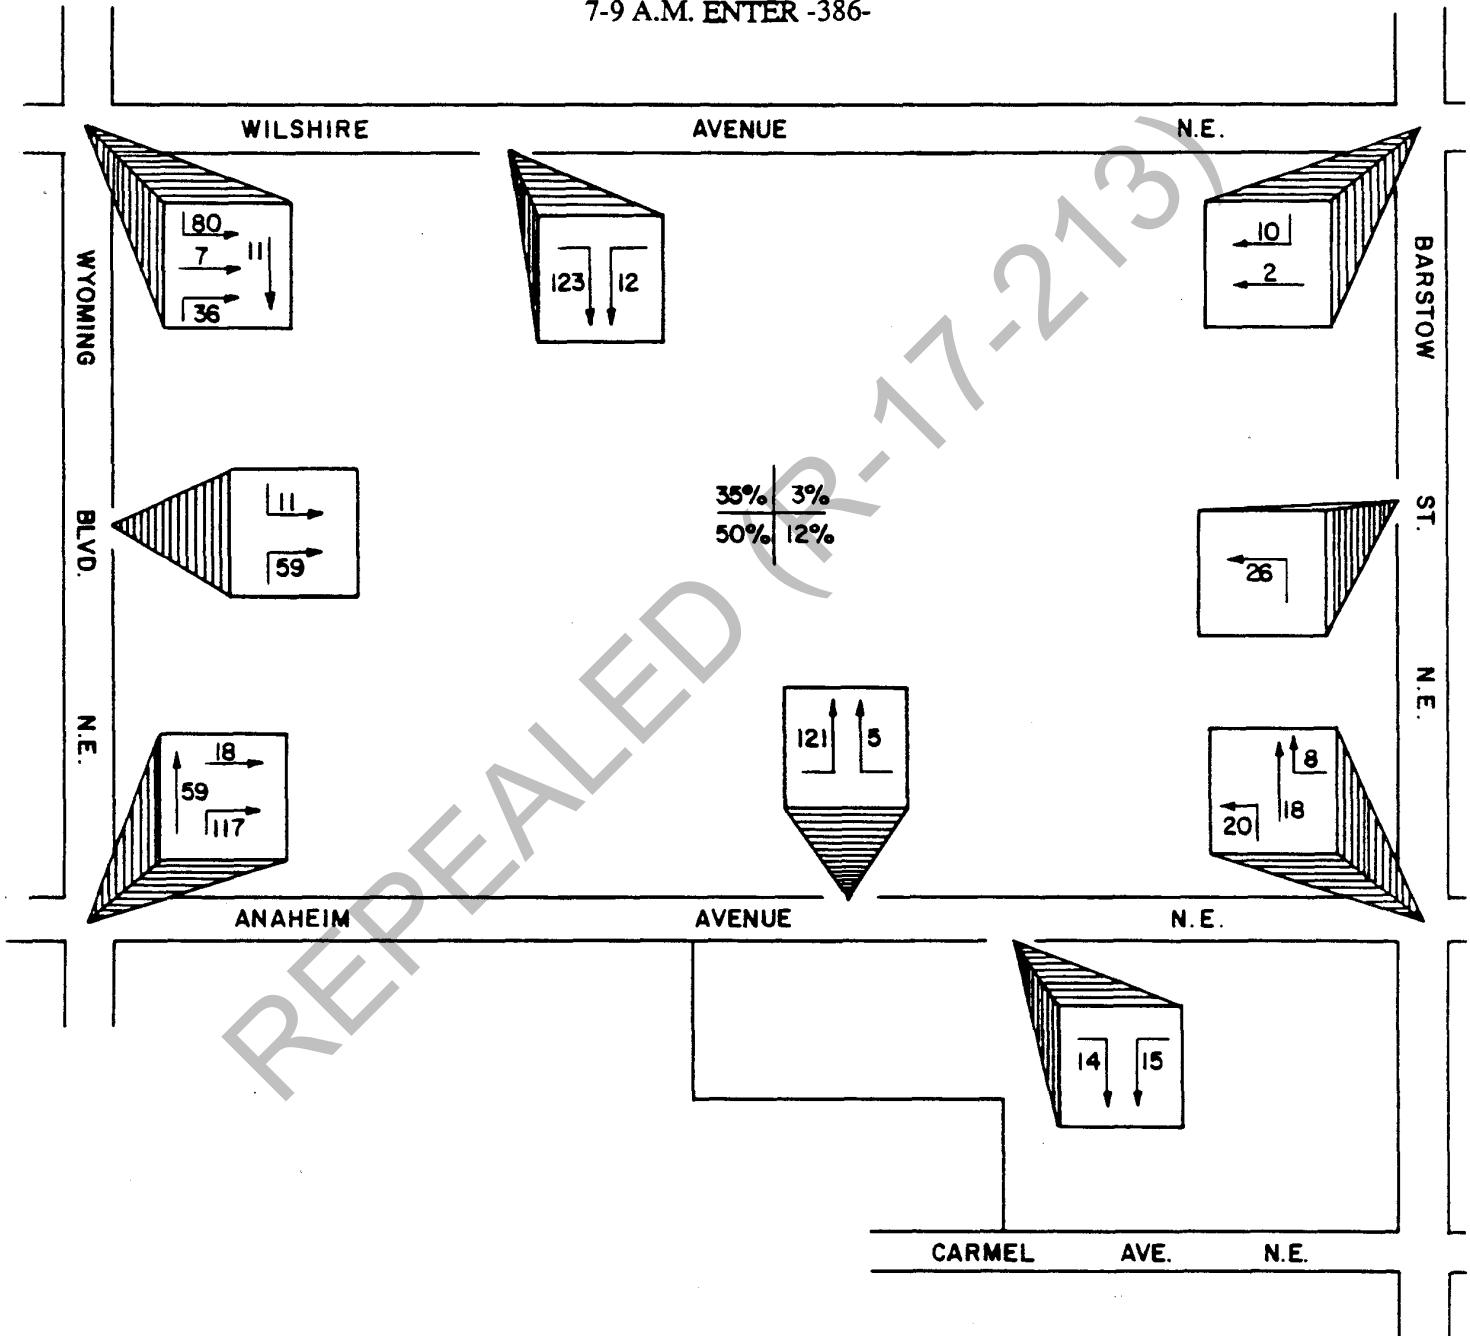 7-9 A.M. ENTER -386-
WILSHIRE AVENUE N.E.
80
7
11
36
123 12
10
2
WYOMING BLVD. N.E.
BARSTOW ST. N.E.
11
59
35% 3%
50% 12%
26
18
59
117
121 5
8
18
20
ANAHEIM AVENUE N.E.
14 15
CARMEL AVE. N.E.
REPEALED (R-17-213)